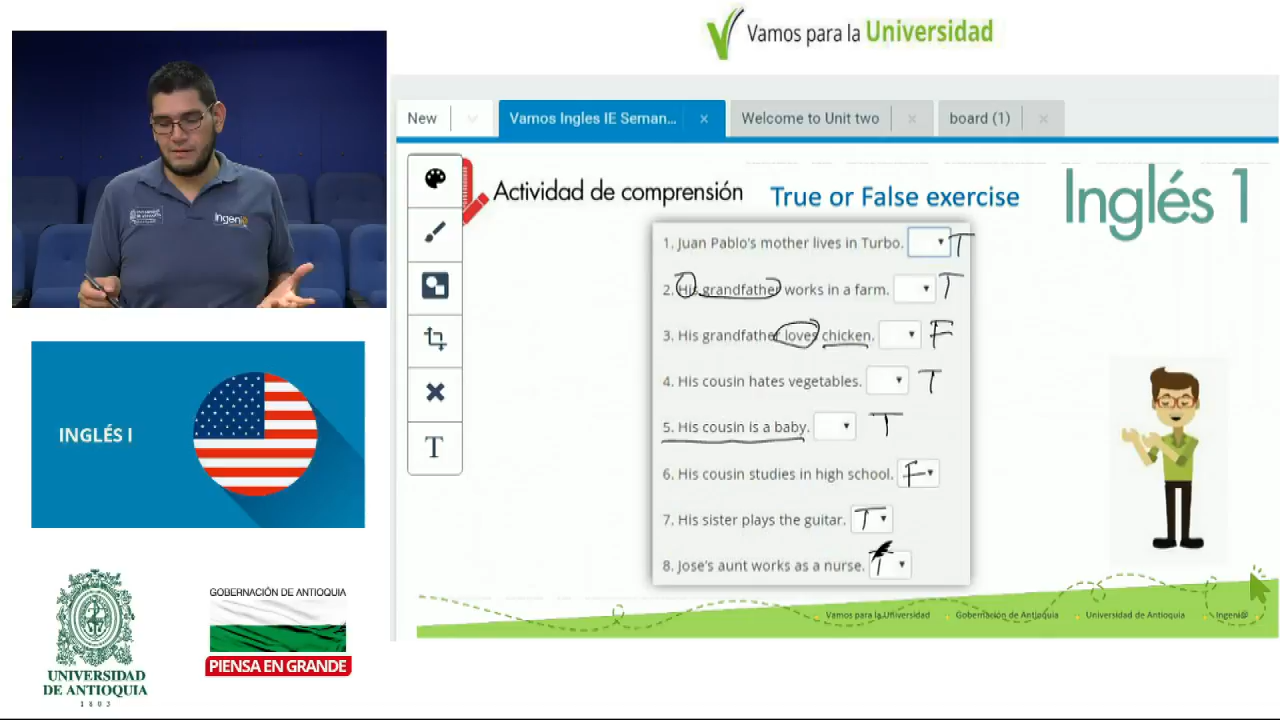 Vamos para la Universidad
New
Vamos Ingles IE Seman...
Welcome to Unit two
board (1)
Actividad de comprensión
True or False exercise
Inglés 1
1. Juan Pablo's mother lives in Turbo. T
2. His grandfather works in a farm. T
3. His grandfather loves chicken. F
4. His cousin hates vegetables. T
5. His cousin is a baby. T
6. His cousin studies in high school. F
7. His sister plays the guitar. T
8. Jose's aunt works as a nurse. T
T
Ingeni@
INGLÉS I
UNIVERSIDAD
DE ANTIOQUIA
1803
GOBERNACIÓN DE ANTIOQUIA
PIENSA EN GRANDE
Vamos para la Universidad
Gobernación de Antioquia
Universidad de Antioquia
Ingeni@